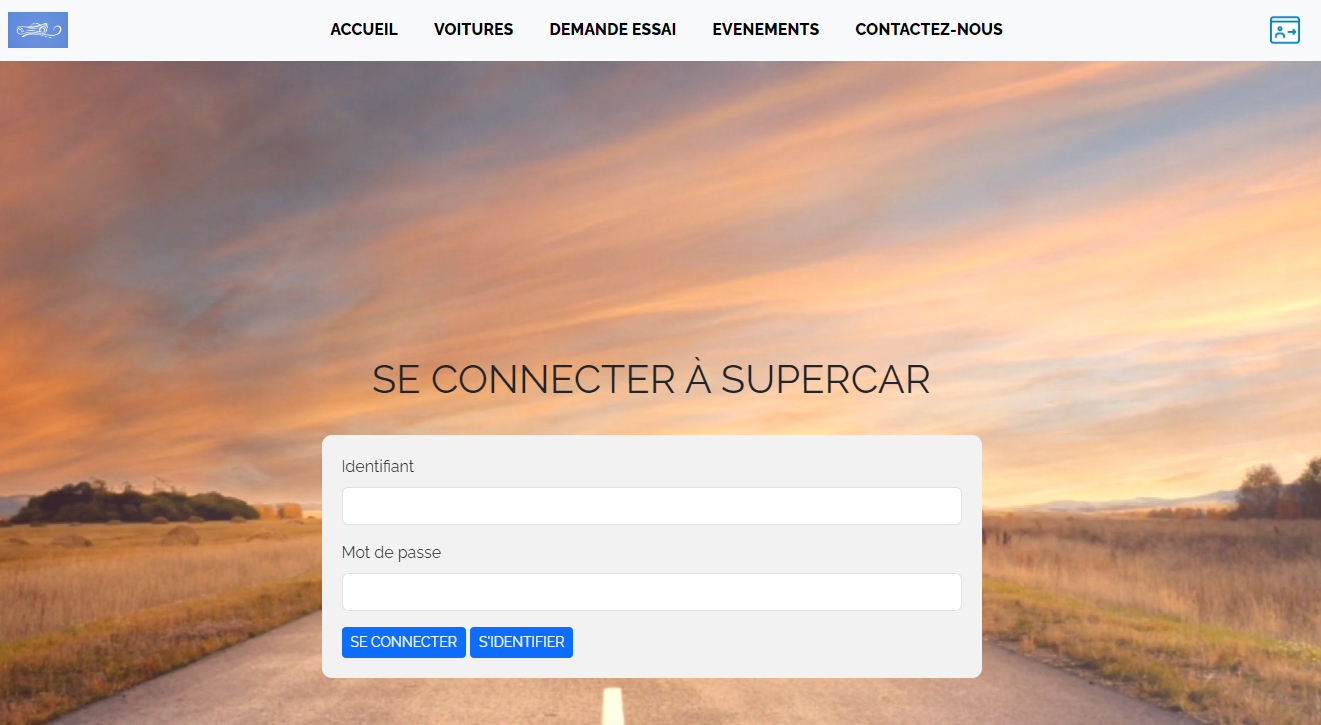 ACCUEIL VOITURES DEMANDE ESSAI EVENEMENTS CONTACTEZ-NOUS
SE CONNECTER À SUPERCAR
Identifiant
Mot de passe
SE CONNECTER S'IDENTIFIER